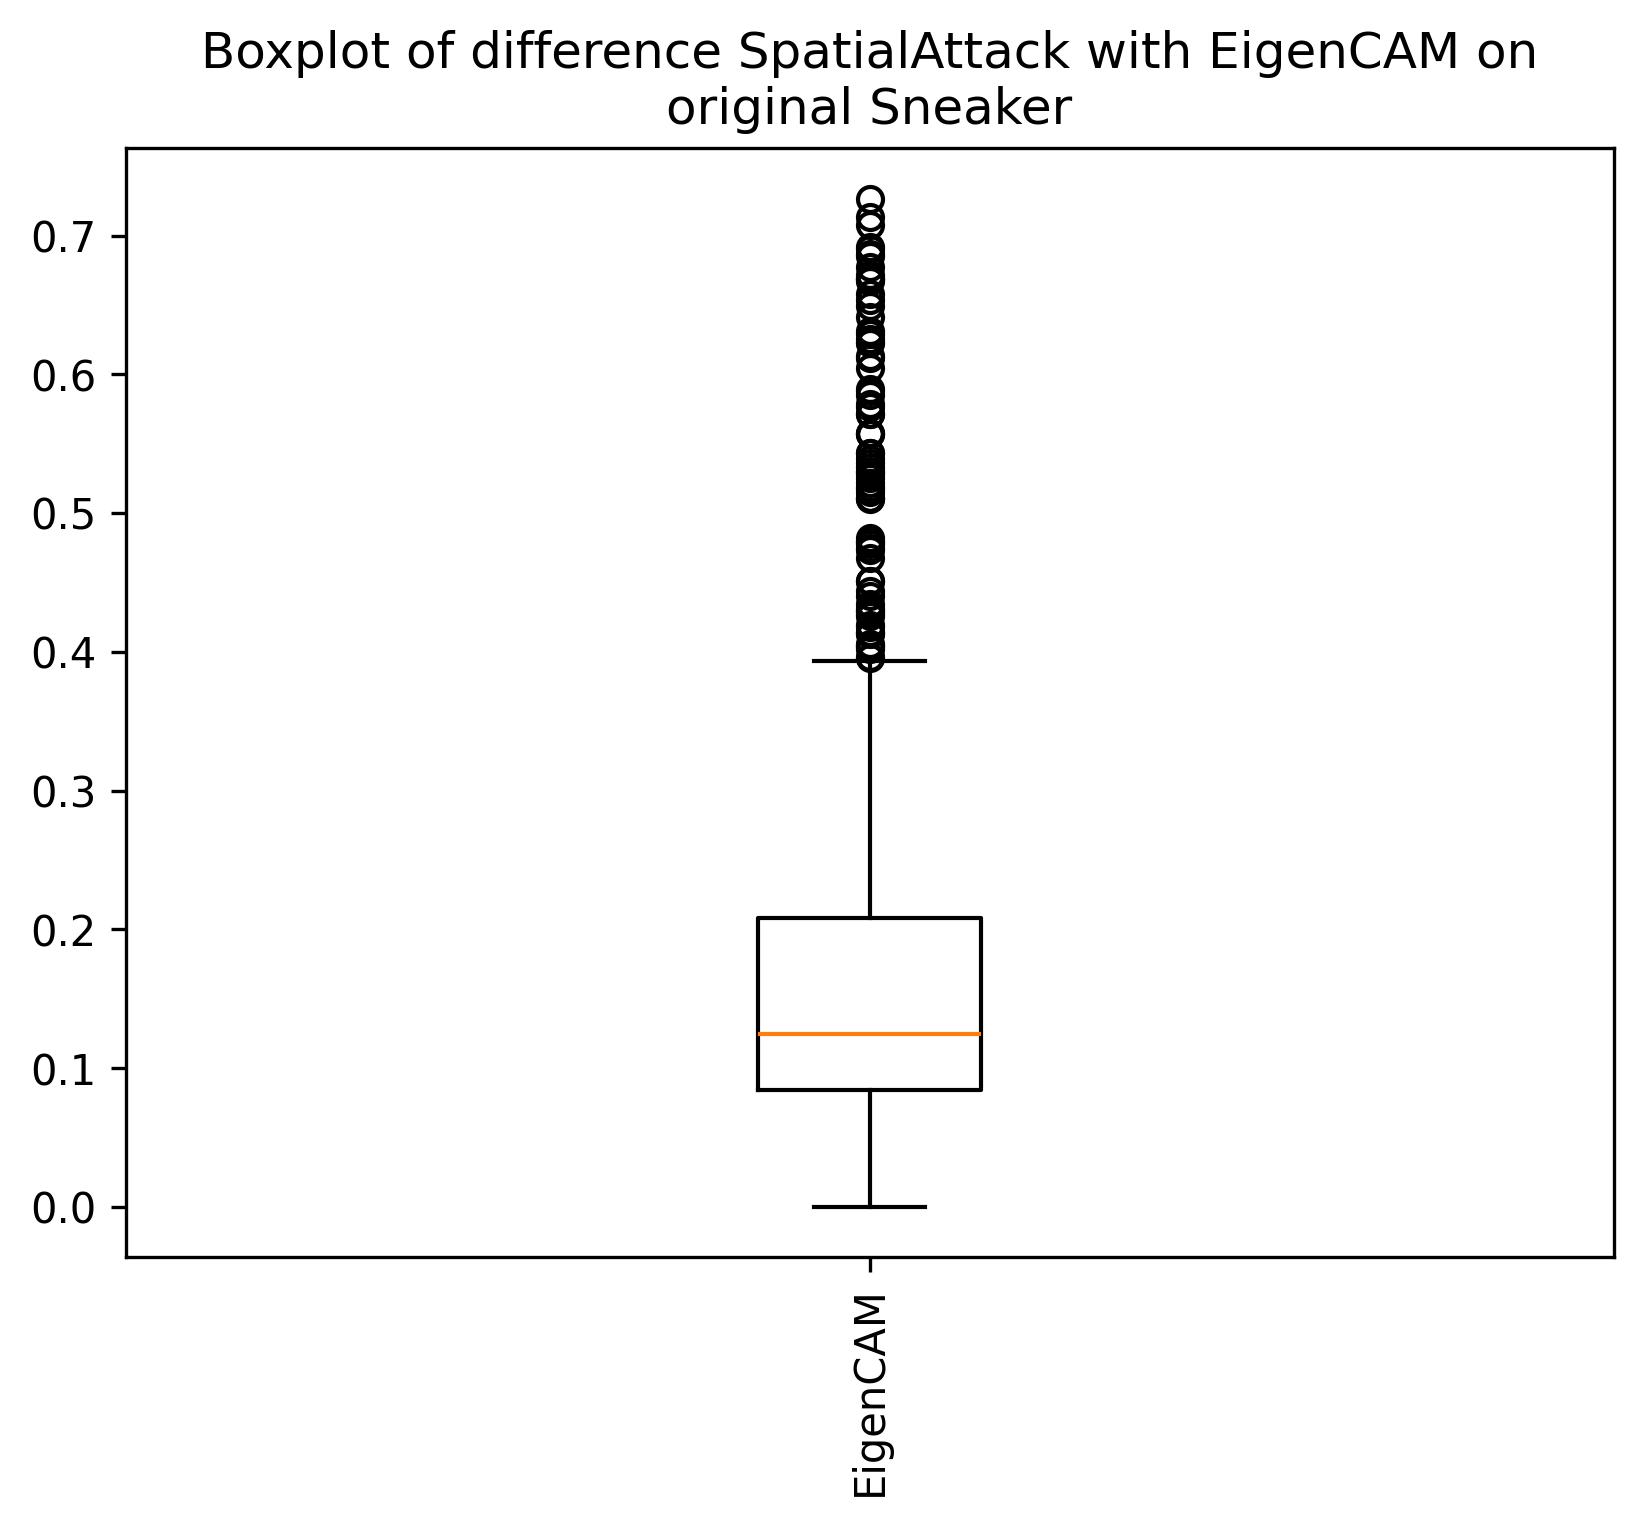 Boxplot of difference SpatialAttack with EigenCAM on
original Sneaker
0.7
0.6
0.5
0.4
0.3
0.2
0.1
0.0
EigenCAM